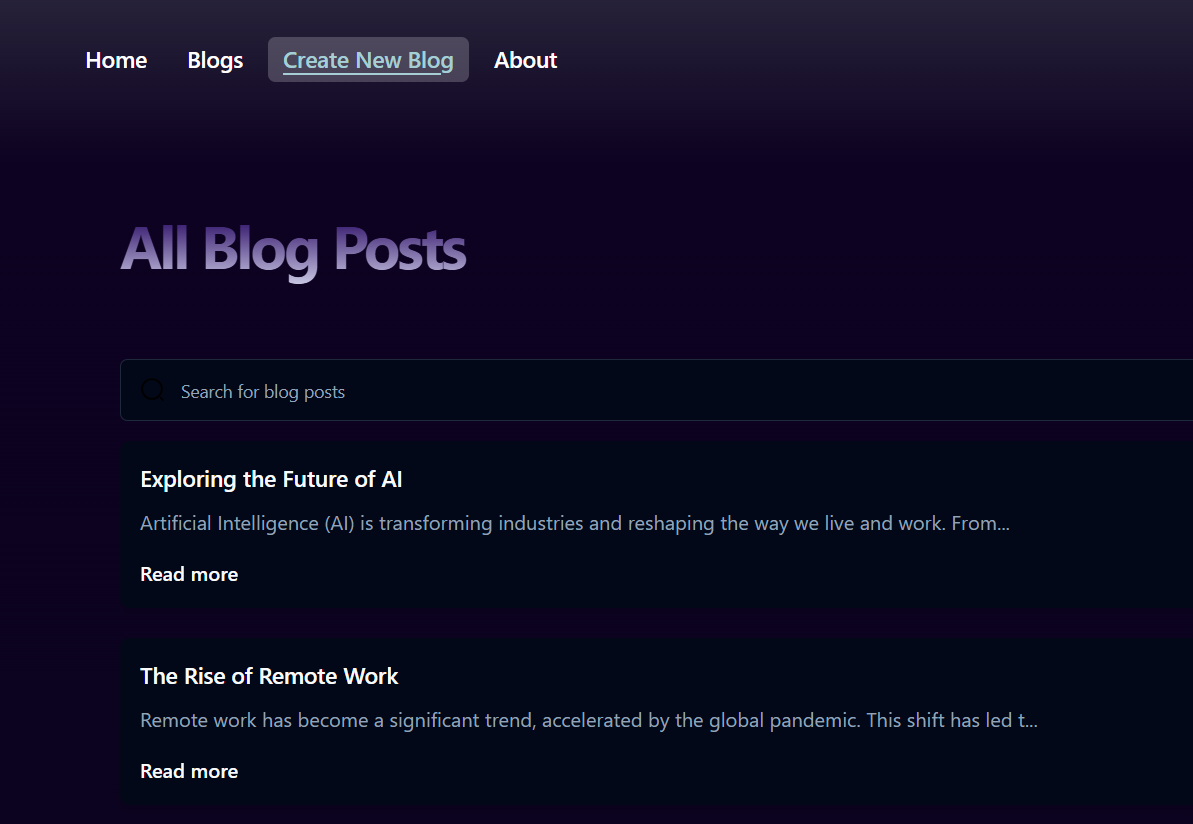 Home Blogs Create New Blog About
All Blog Posts
Search for blog posts
Exploring the Future of AI
Artificial Intelligence (AI) is transforming industries and reshaping the way we live and work. From...
Read more
The Rise of Remote Work
Remote work has become a significant trend, accelerated by the global pandemic. This shift has led t...
Read more